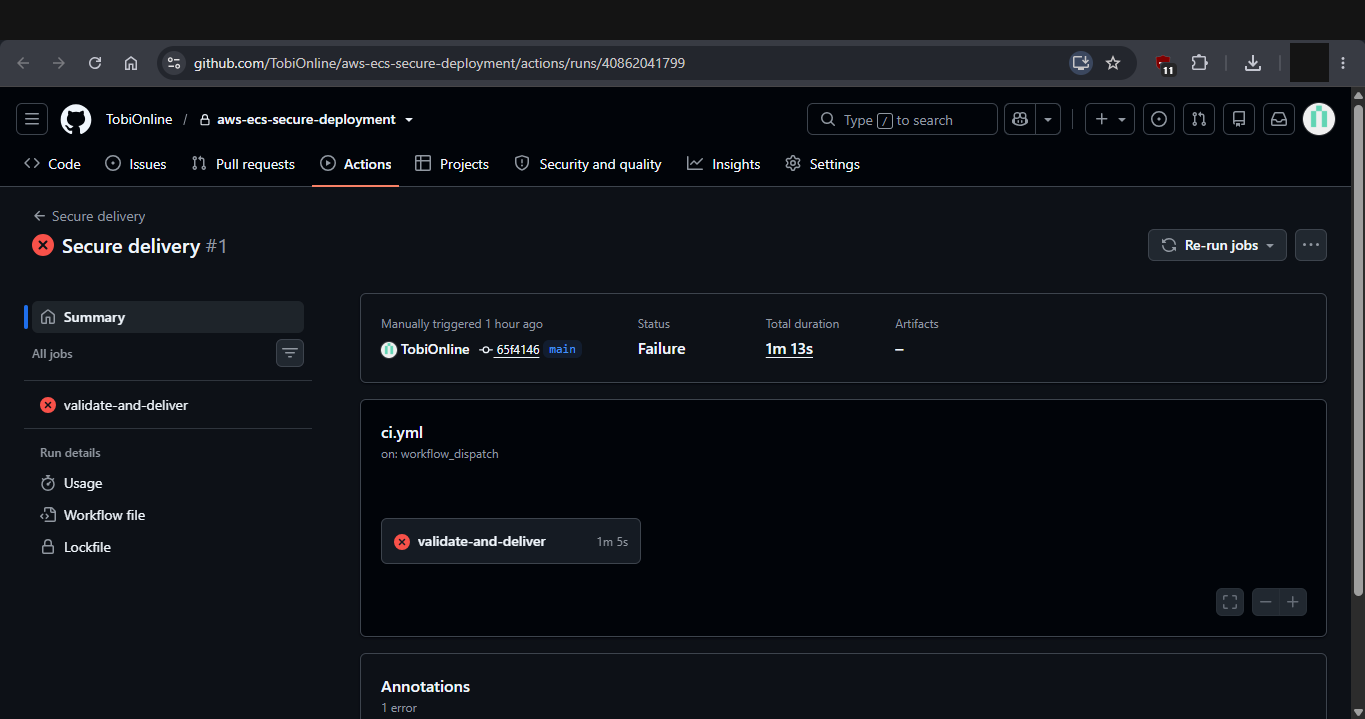 github.com/TobiOnline/aws-ecs-secure-deployment/actions/runs/40862041799
11
TobiOnline / aws-ecs-secure-deployment
Type / to search
Code Issues Pull requests Actions Projects Security and quality Insights Settings
Secure delivery
Secure delivery #1
Re-run jobs
Summary
All jobs
validate-and-deliver
Run details
Usage
Workflow file
Lockfile
Manually triggered 1 hour ago
TobiOnline 65f4146 main
Status
Failure
Total duration
1m 13s
Artifacts
–
ci.yml
on: workflow_dispatch
validate-and-deliver 1m 5s
Annotations
1 error